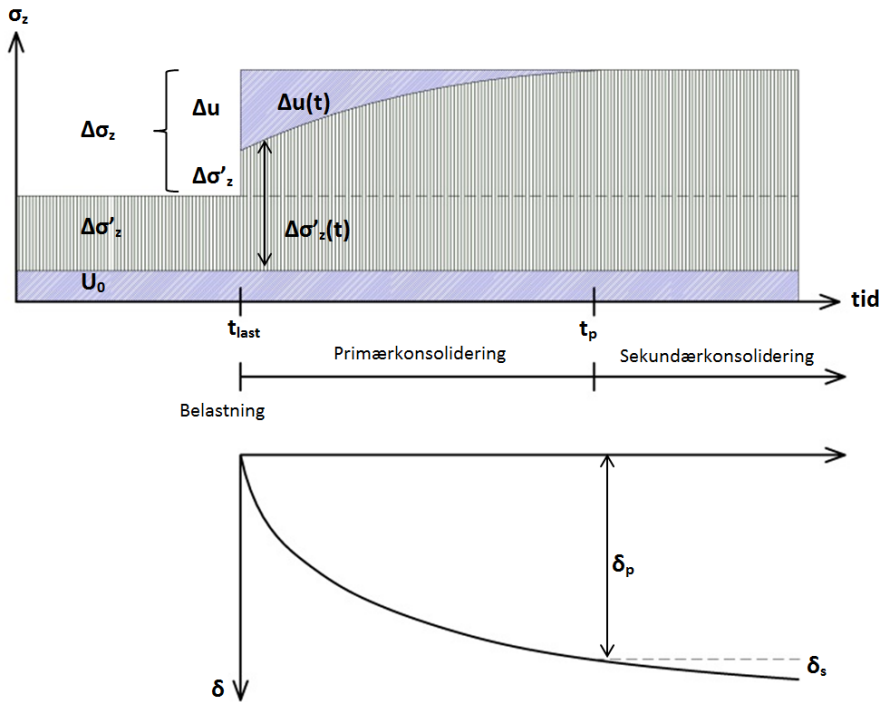 σz
Δu
Δu(t)
Δσz
Δσ'z
Δσ'z
Δσ'z(t)
U0
tid
tlast
tp
Primærkonsolidering
Sekundærkonsolidering
Belastning
δp
δs
δ